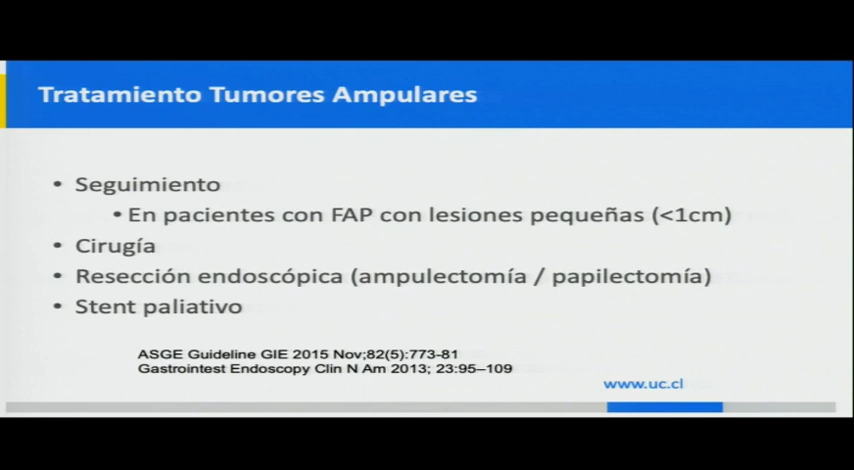 Tratamiento Tumores Ampulares
• Seguimiento
• En pacientes con FAP con lesiones pequeñas (<1cm)
• Cirugía
• Resección endoscópica (ampulectomía / papilectomía)
• Stent paliativo
ASGE Guideline GIE 2015 Nov;82(5):773-81
Gastrointest Endoscopy Clin N Am 2013; 23:95–109
www.uc.cl